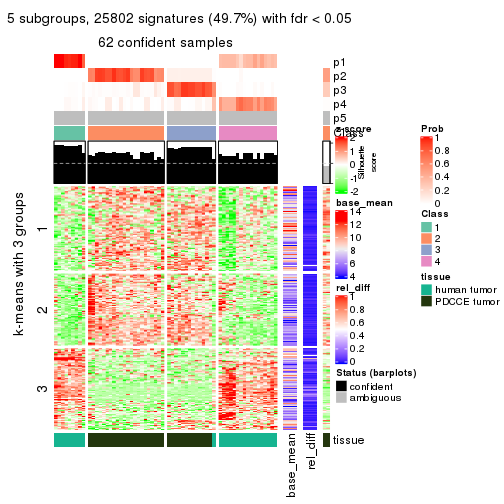 5 subgroups, 25802 signatures (49.7%) with fdr < 0.05
62 confident samples
p1
p2
p3
p4
p5
Class
Silhouette
score
k-means with 3 groups
1
2
3
base_mean
rel_diff
tissue
z-score
2
1
0
-1
-2
base_mean
14
12
10
8
6
4
rel_diff
1
0.8
0.6
0.4
0.2
0
Status (barplots)
confident
ambiguous
Prob
1
0.8
0.6
0.4
0.2
0
Class
1
2
3
4
tissue
human tumor
PDCCE tumor